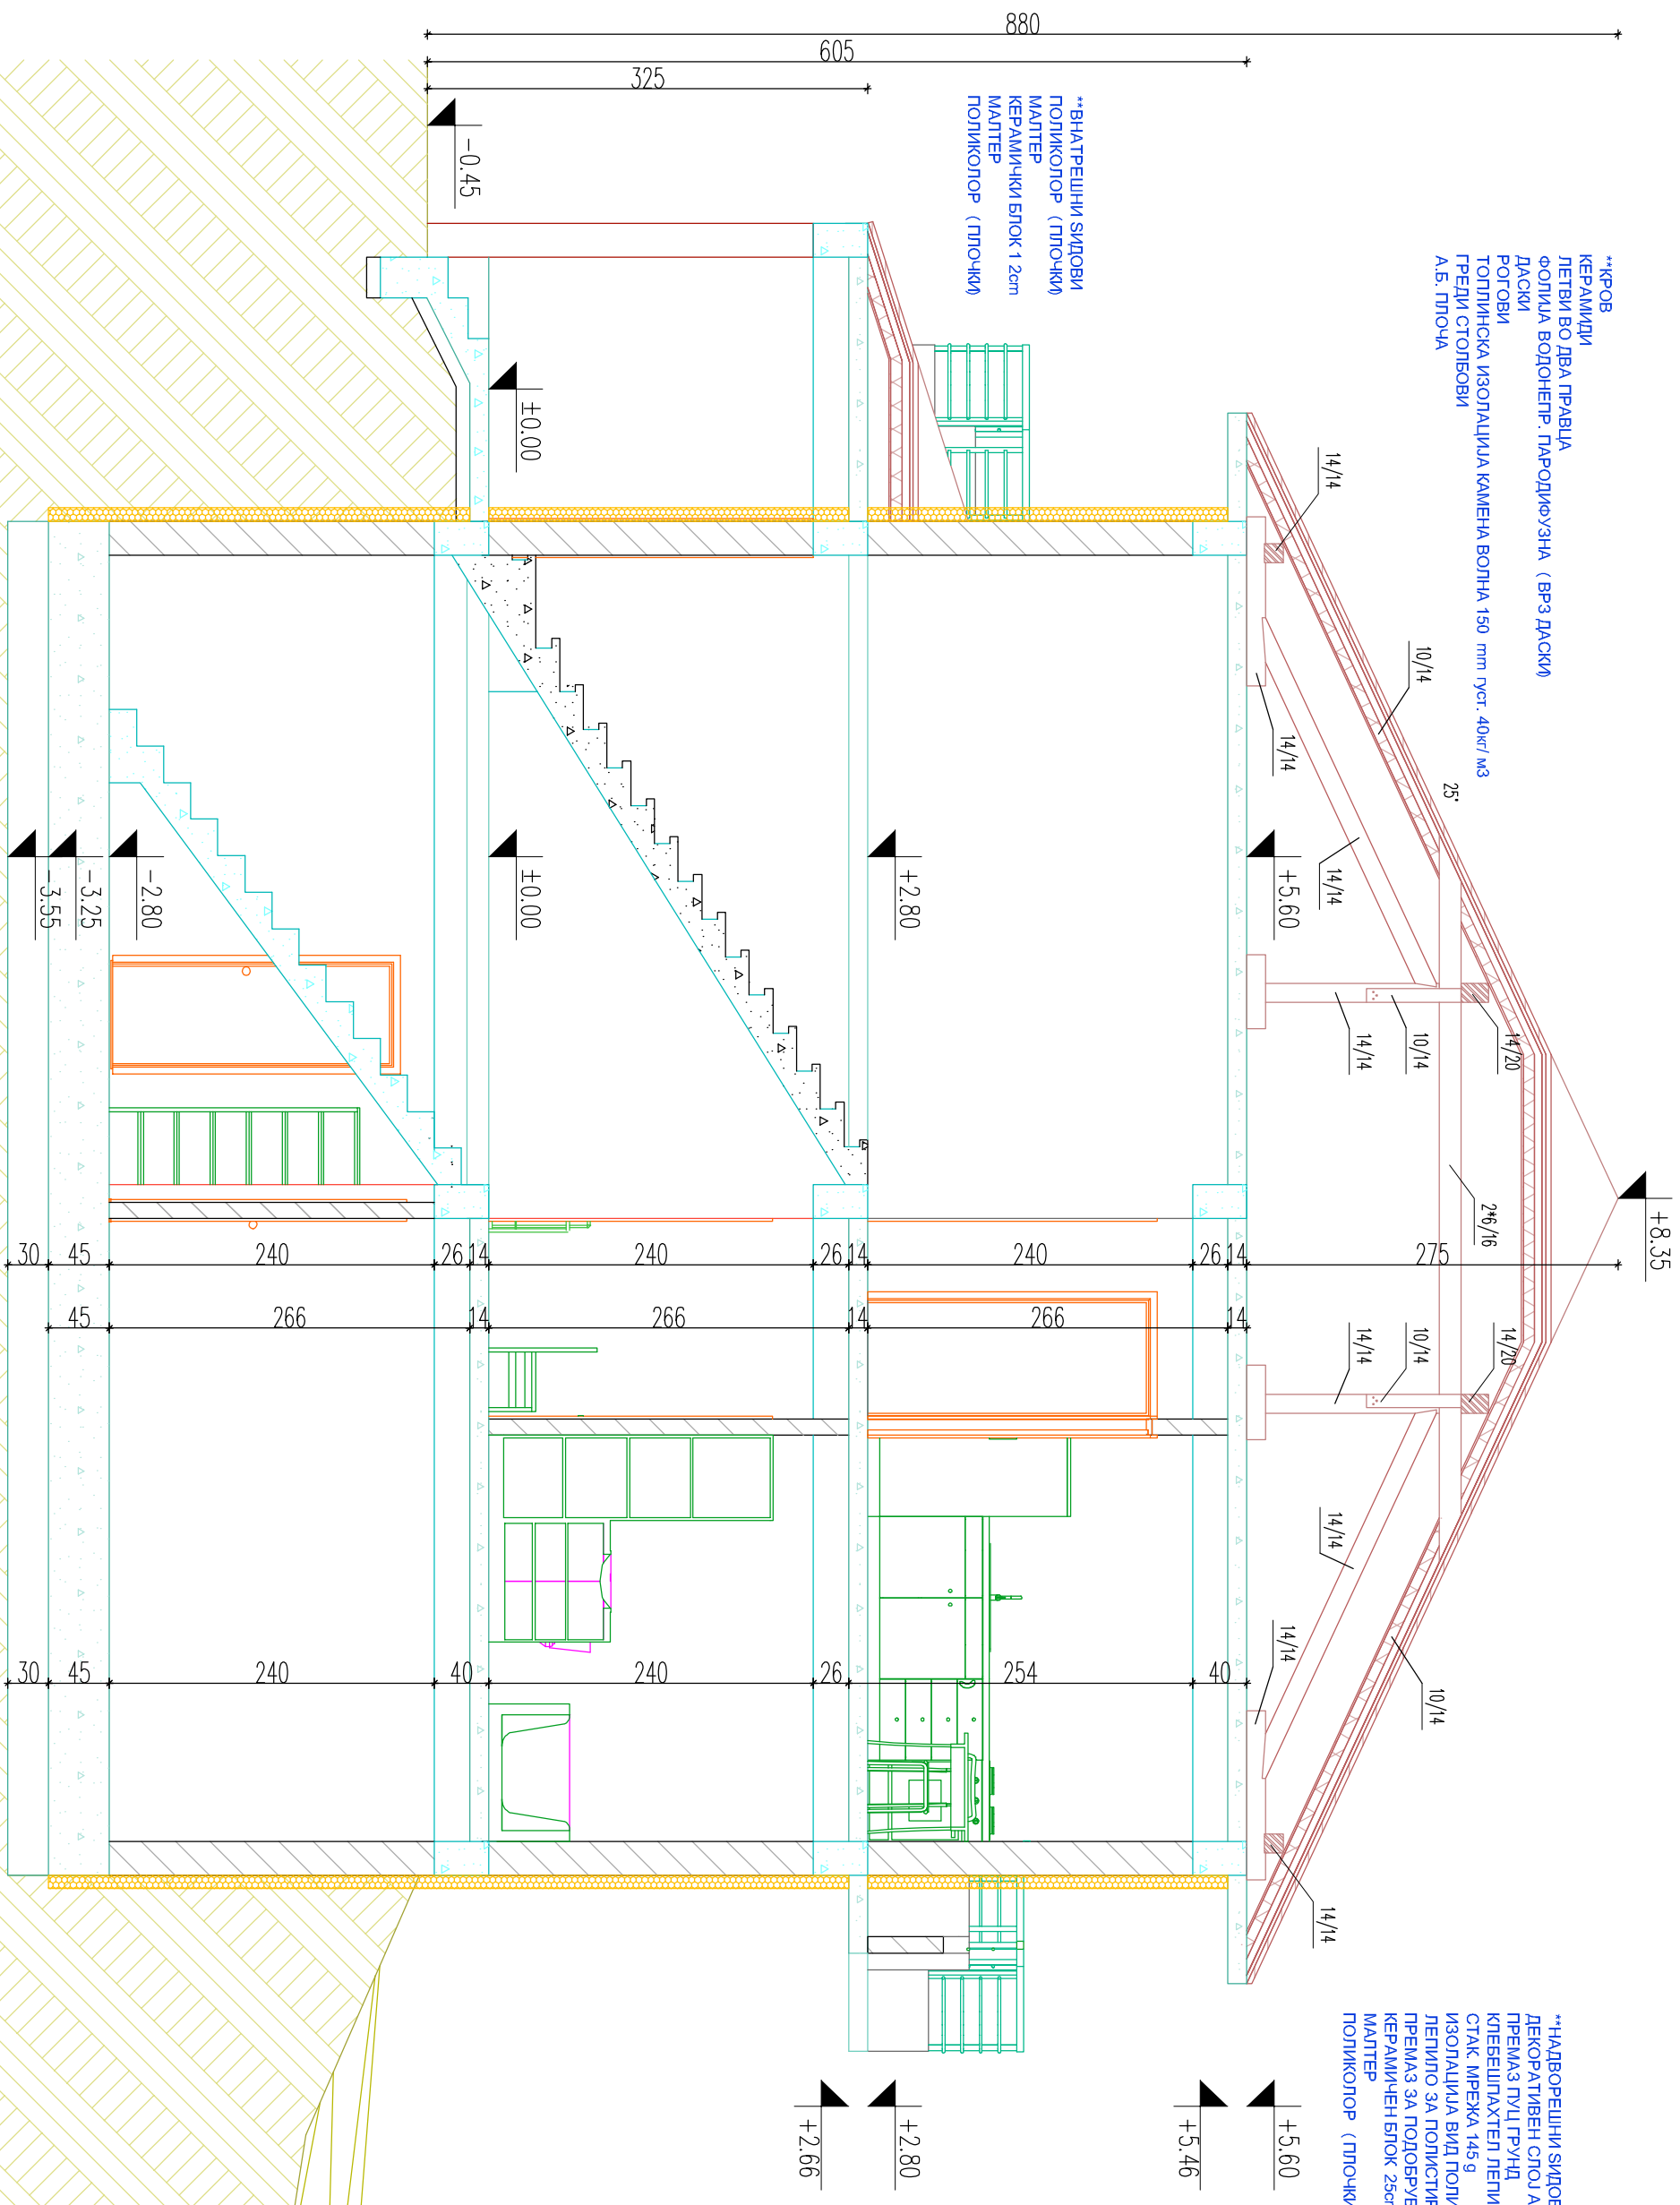 **КРОВ
КЕРАМИДИ
ЛЕТВИ ВО ДВА ПРАВЦА
ФОЛИЈА ВОДОНЕПР. ПАРОДИФУЗНА ( ВРЗ ДАСКИ)
ДАСКИ
РОГОВИ
ТОПЛИНСКА ИЗОЛАЦИЈА КАМЕНА ВОЛНА 150 mm густ. 40кг/ м3
ГРЕДИ СТОЛБОВИ
А.Б. ПЛОЧА
**ВНАТРЕШНИ ЅИДОВИ
ПОЛИКОЛОР ( ПЛОЧКИ)
МАЛТЕР
КЕРАМИЧКИ БЛОК 1 2cm
МАЛТЕР
ПОЛИКОЛОР ( ПЛОЧКИ)
**НАДВОРЕШНИ
ДЕКОРАТИВЕН СЛОЈ
ПРЕМАЗ ПУЦ ГРУНД
КЛЕБЕШПАХТЕЛ
СТАК. МРЕЖА 145 g
ИЗОЛАЦИЈА ВИД
ЛЕПИЛО ЗА
ПРЕМАЗ ЗА
КЕРАМИЧЕН БЛОК
МАЛТЕР
ПОЛИКОЛОР
880
605
325
-0.45
±0.00
+8.35
+5.60
+2.80
±0.00
-2.80
-3.25
-3.55
+5.60
+5.46
+2.80
+2.66
25°
14/14
10/14
14/14
14/14
14/20
10/14
14/14
2*6/16
14/20
10/14
14/14
14/14
14/14
10/14
14/14
275
14
26
240
14
26
240
14
26
240
45
30
14
266
14
266
14
266
45
40
254
26
240
40
240
45
30